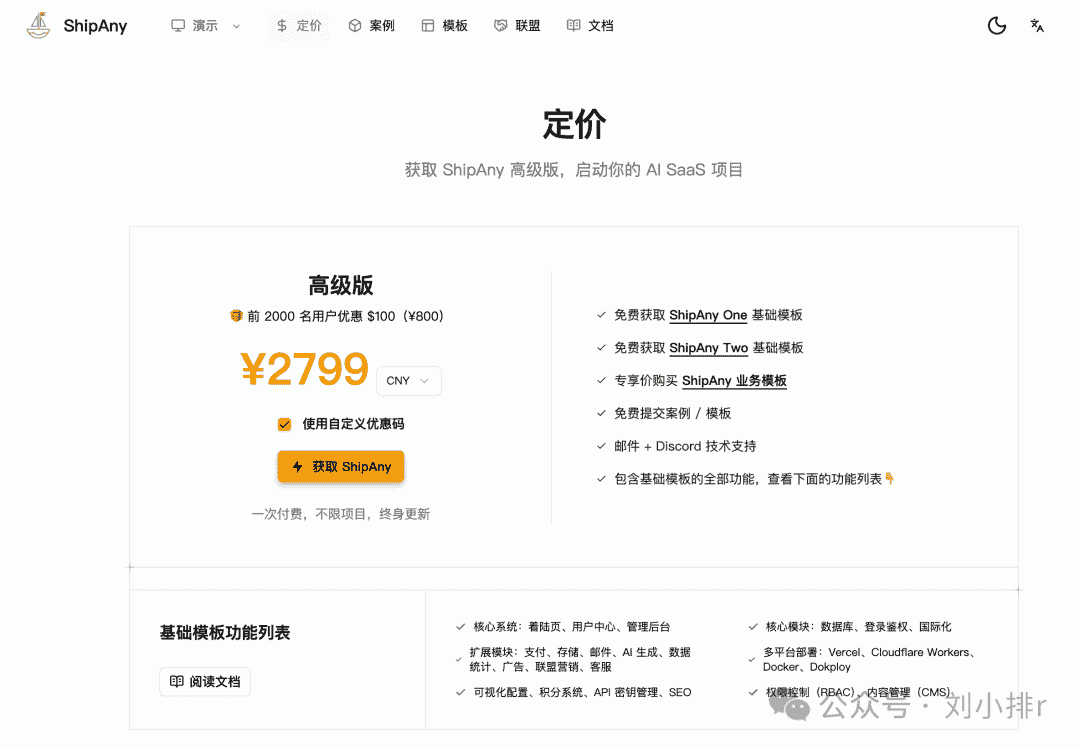 ShipAny 演示 定价 案例 模板 联盟 文档
定价
获取 ShipAny 高级版，启动你的 AI SaaS 项目
高级版
前 2000 名用户优惠 $100（¥800）
¥2799 CNY
使用自定义优惠码
获取 ShipAny
一次付费，不限项目，终身更新
免费获取 ShipAny One 基础模板
免费获取 ShipAny Two 基础模板
专享价购买 ShipAny 业务模板
免费提交案例 / 模板
邮件 + Discord 技术支持
包含基础模板的全部功能，查看下面的功能列表👇
基础模板功能列表
阅读文档
核心系统：着陆页、用户中心、管理后台
扩展模块：支付、存储、邮件、AI 生成、数据
统计、广告、联盟营销、客服
可视化配置、积分系统、API 密钥管理、SEO
核心模块：数据库、登录鉴权、国际化
多平台部署：Vercel、Cloudflare Workers、
Docker、Dokploy
权限控制（RBAC）、内容管理（CMS）
公众号 · 刘小排r